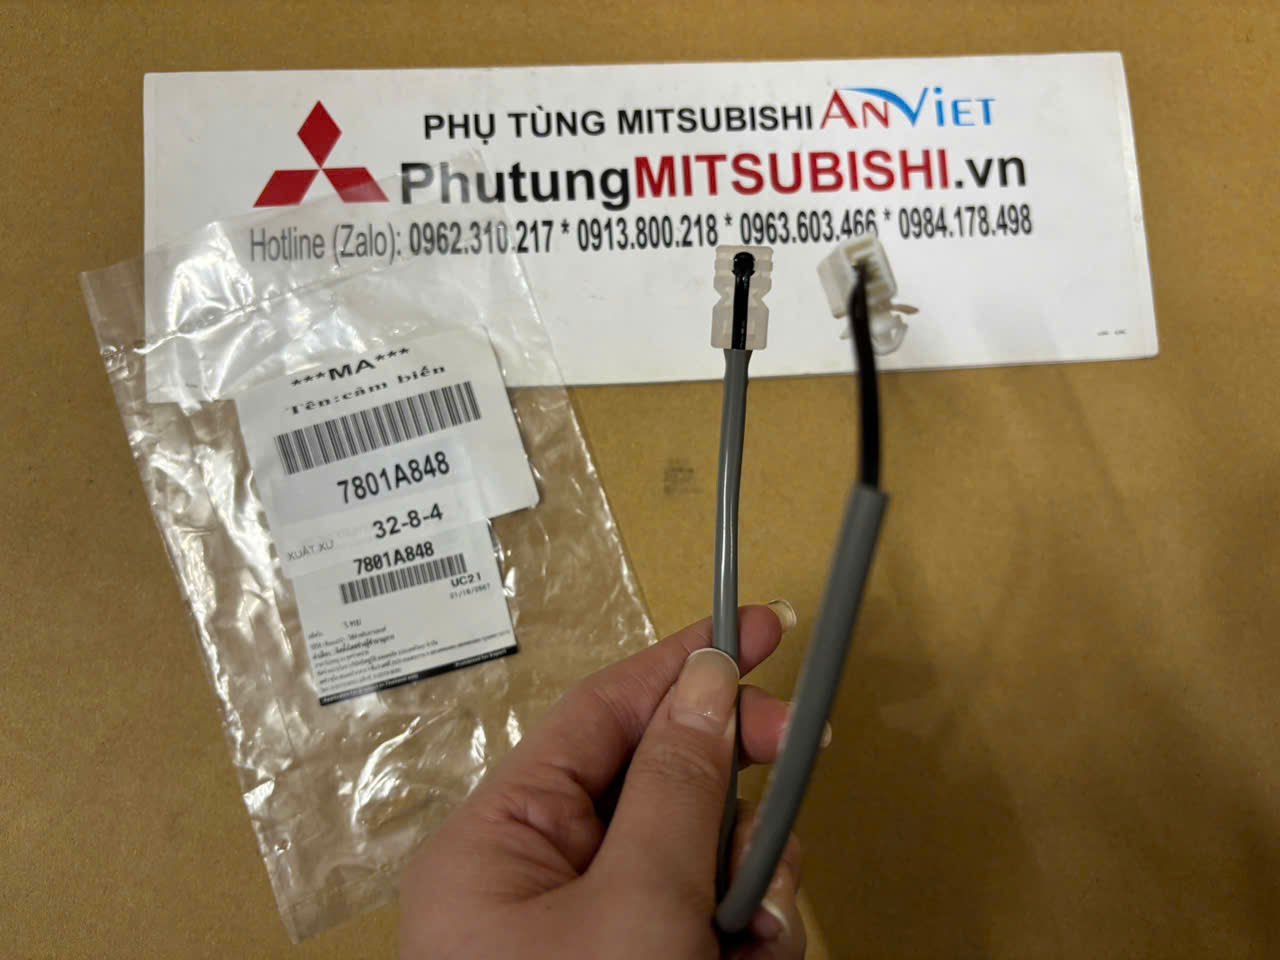 PHỤ TÙNG MITSUBISHI ANVIET
PhutungMITSUBISHI.vn
Hotline (Zalo): 0962.310.217 * 0913.800.218 * 0963.603.466 * 0984.178.498
***MA***
Tên:cảm biến
7801A848
32-8-4
XUẤT XỨ
7801A848
UC21